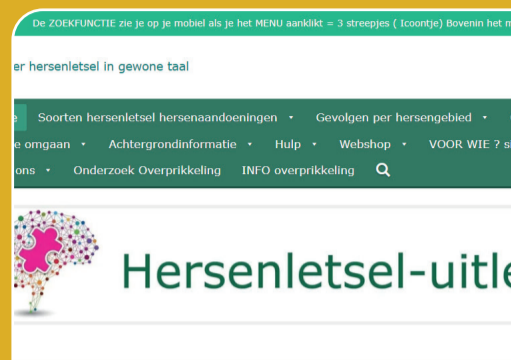 De ZOEKFUNCTIE zie je op je mobiel als je het MENU aanklikt = 3 streepjes ( Icoontje) Bovenin het
er hersenletsel in gewone taal
Soorten hersenletsel hersenaandoeningen • Gevolgen per hersengebied •
e omgaan • Achtergrondinformatie • Hulp • Webshop • VOOR WIE ? s
ons • Onderzoek Overprikkeling INFO overprikkeling
Hersenletsel-uitle